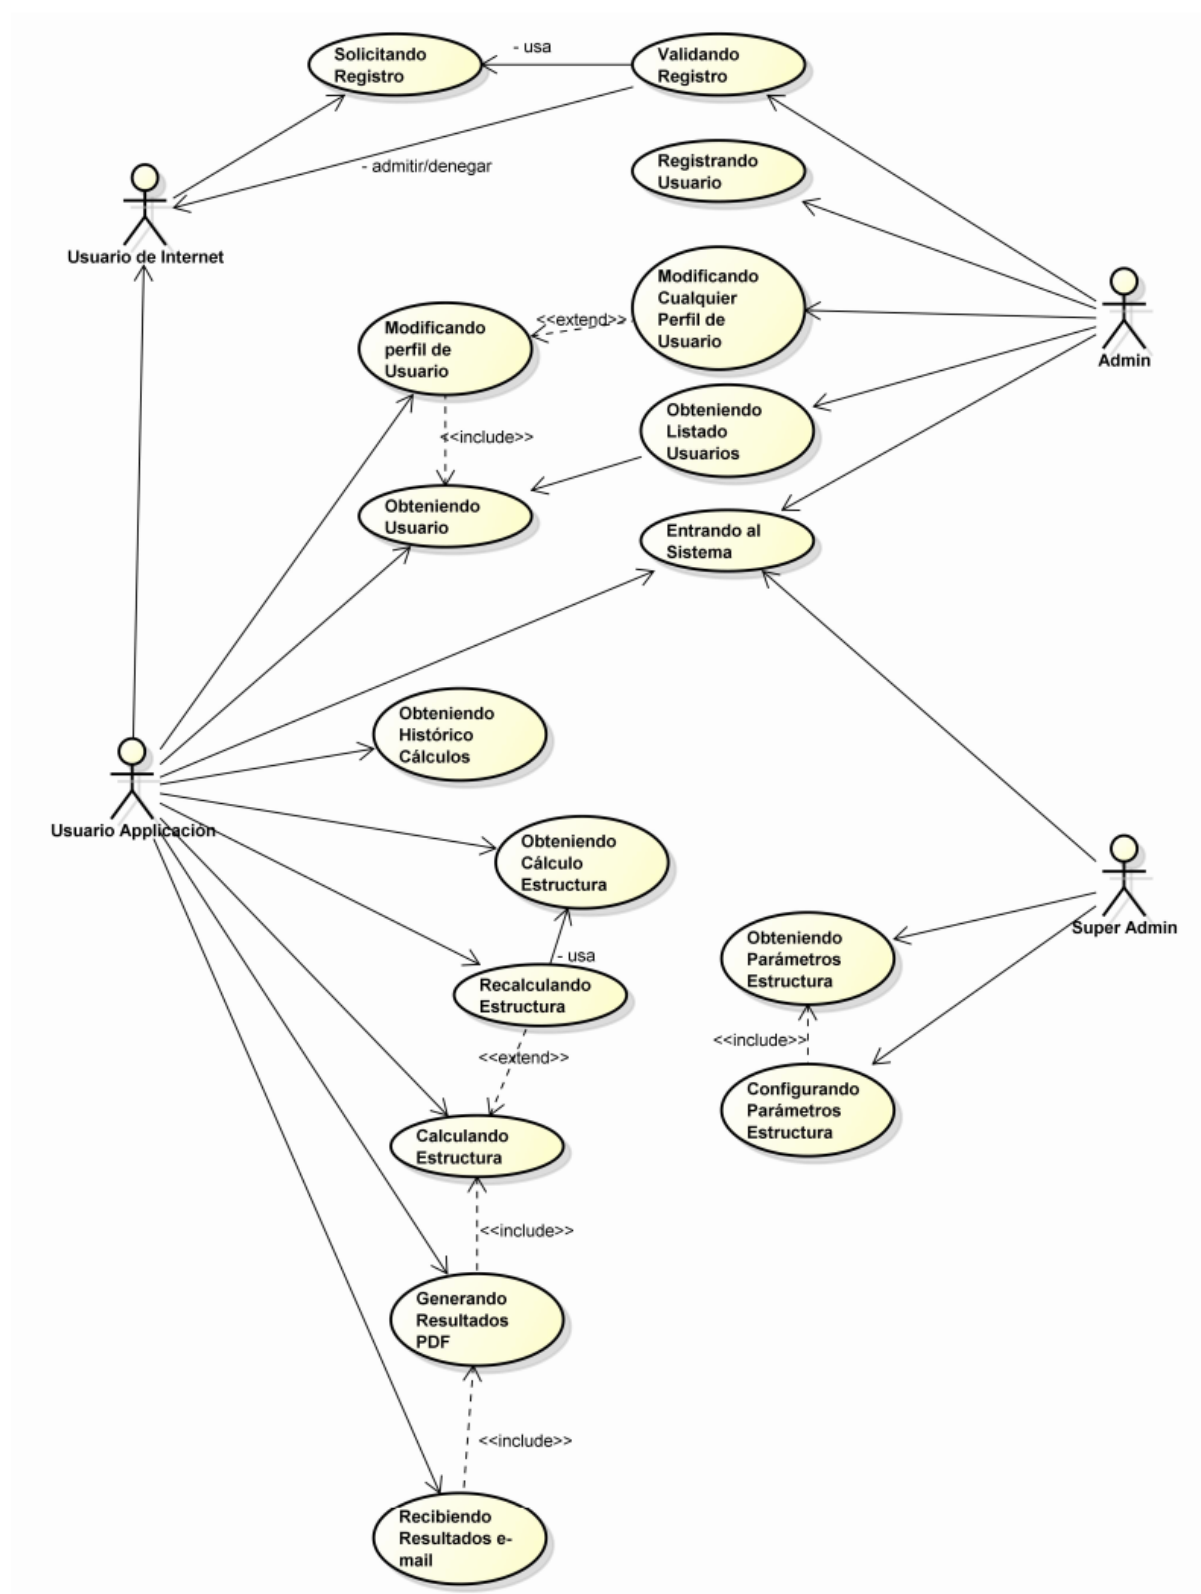 Solicitando
Registro
- usa
Validando
Registro
- admitir/denegar
Registrando
Usuario
Usuario de Internet
Modificando
Cualquier
Perfil de
Usuario
Admin
<<extend>>
Modificando
perfil de
Usuario
<<include>>
Obteniendo
Listado
Usuarios
Obteniendo
Usuario
Entrando al
Sistema
Obteniendo
Histórico
Cálculos
Usuario Applicación
Obteniendo
Cálculo
Estructura
- usa
Recalculando
Estructura
Super Admin
Obteniendo
Parámetros
Estructura
<<include>>
<<extend>>
Configurando
Parámetros
Estructura
Calculando
Estructura
<<include>>
Generando
Resultados
PDF
<<include>>
Recibiendo
Resultados e-
mail